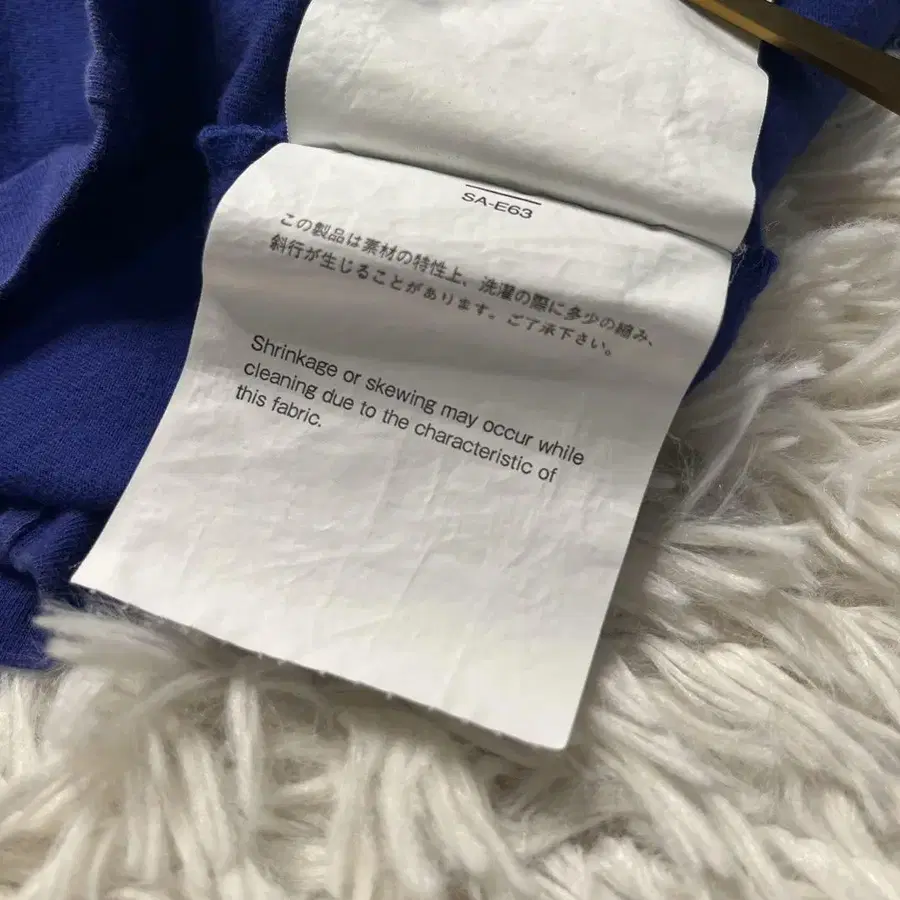 SA-E63
この製品は素材の特性上、洗濯の際に多少の縮み、
斜行が生じることがあります。ご了承下さい。
Shrinkage or skewing may occur while
cleaning due to the characteristic of
this fabric.